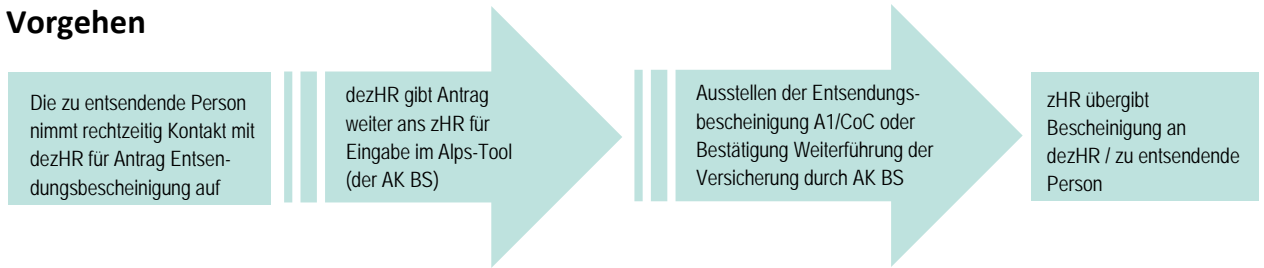 Vorgehen
Die zu entsendende Person
nimmt rechtzeitig Kontakt mit
dezHR für Antrag Entsen-
dungsbescheinigung auf
dezHR gibt Antrag
weiter ans zHR für
Eingabe im Alps-Tool
(der AK BS)
Ausstellen der Entsendungs-
bescheinigung A1/CoC oder
Bestätigung Weiterführung der
Versicherung durch AK BS
zHR übergibt
Bescheinigung an
dezHR / zu entsendende
Person